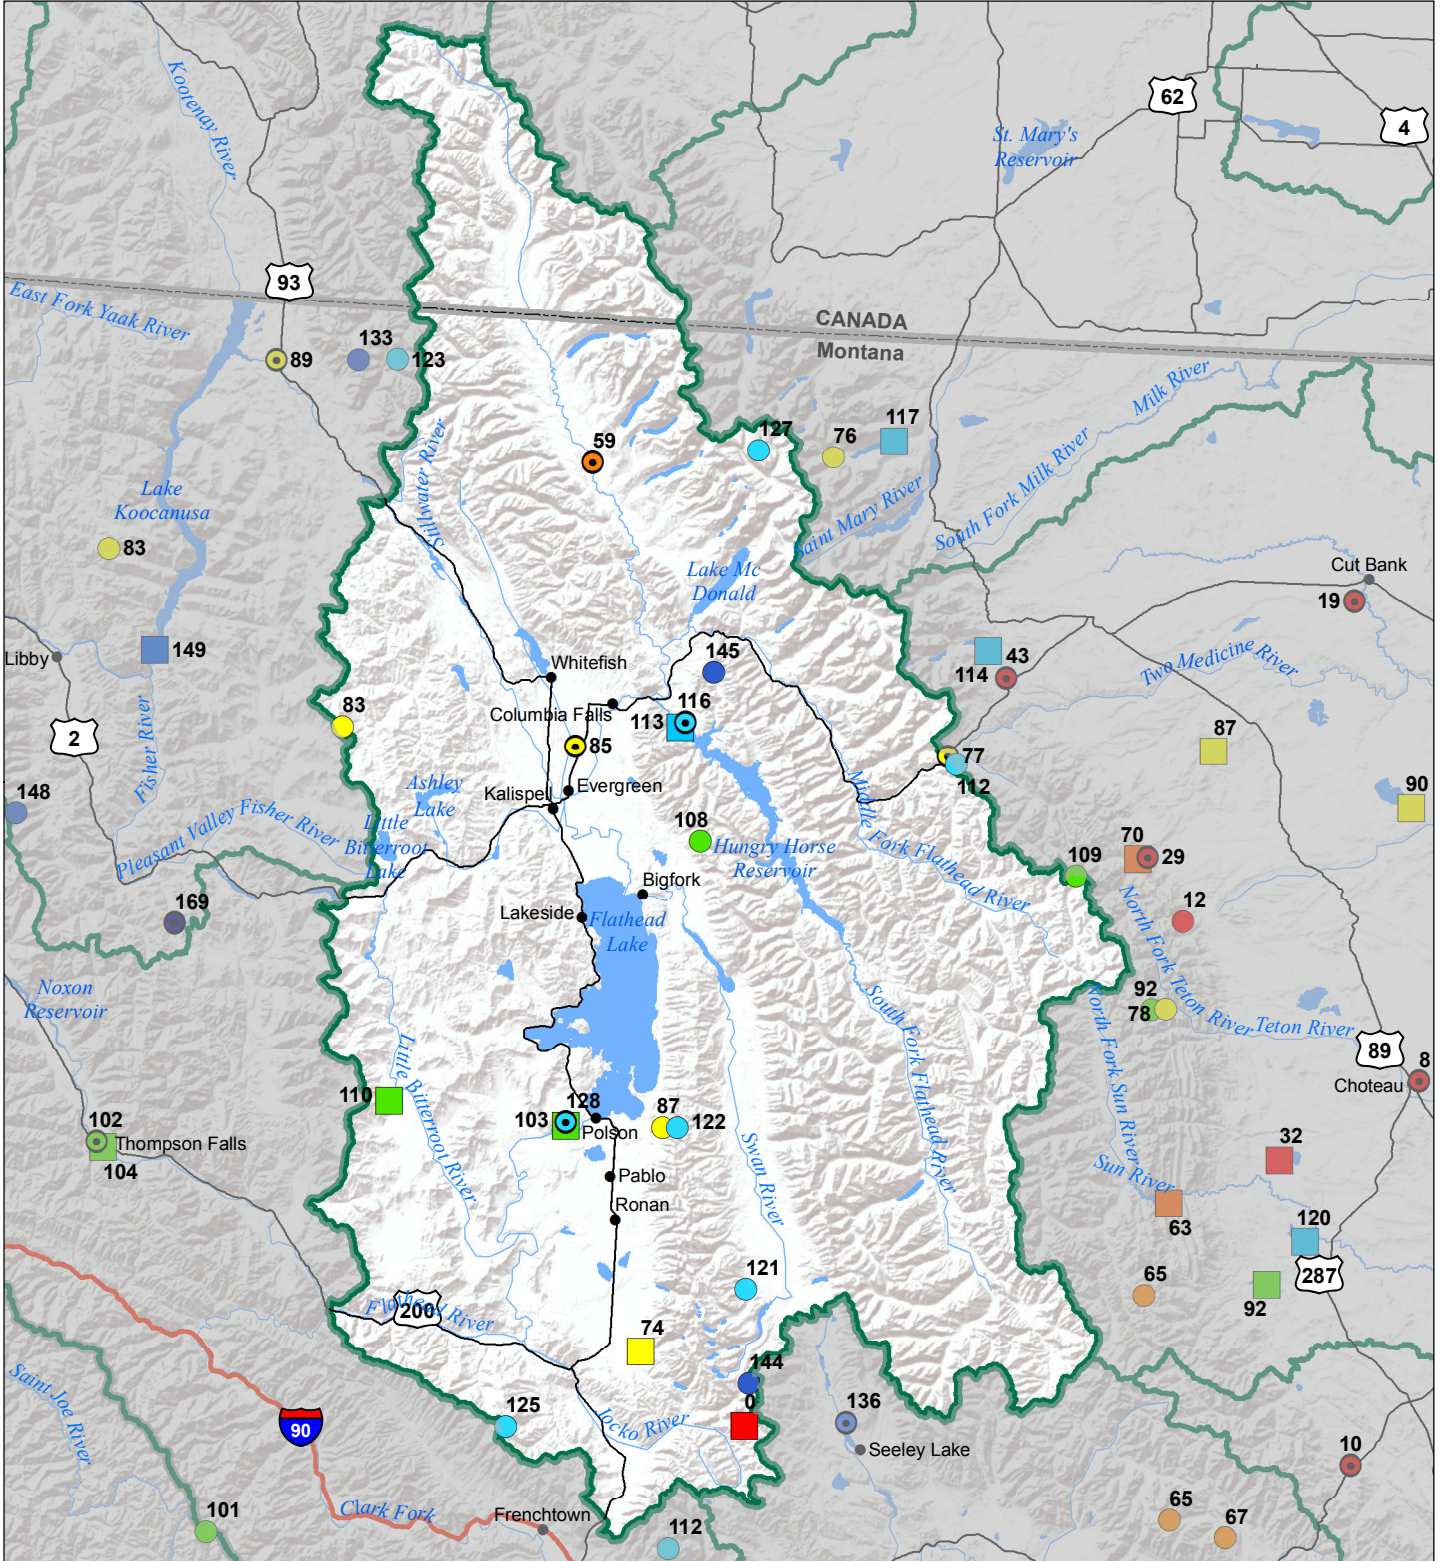 Kootenay River
62
4
St. Mary's
Reservoir
93
East Fork Yaak River
CANADA
Montana
133
89
123
Milk River
Stillwater River
59
127
76
117
South Fork Milk River
Saint Mary River
Lake
Koocanusa
83
Lake Mc
Donald
Cut Bank
19
149
Libby
Whitefish
145
43
114
Two Medicine River
83
116
Columbia Falls
113
2
85
77
87
Fisher River
Ashley
Lake
Evergreen
112
90
Kalispell
148
Middle Fork Flathead River
Pleasant Valley Fisher River
Little
Bitterroot
Lake
108
Hungry Horse
Reservoir
70
29
109
Bigfork
169
Lakeside
Flathead
Lake
12
North Fork Teton River
Noxon
Reservoir
92
78
Teton River
South Fork Flathead River
North Fork Sun River
89
8
Choteau
Little Bitterroot River
110
128
103
87
122
Polson
102
Thompson Falls
104
Swan River
32
Pablo
Sun River
Ronan
63
120
121
65
287
92
Flathead River
200
74
144
0
Saint Joe River
125
Jocko River
136
90
Seeley Lake
10
Clark Fork
Frenchtown
101
112
65
67